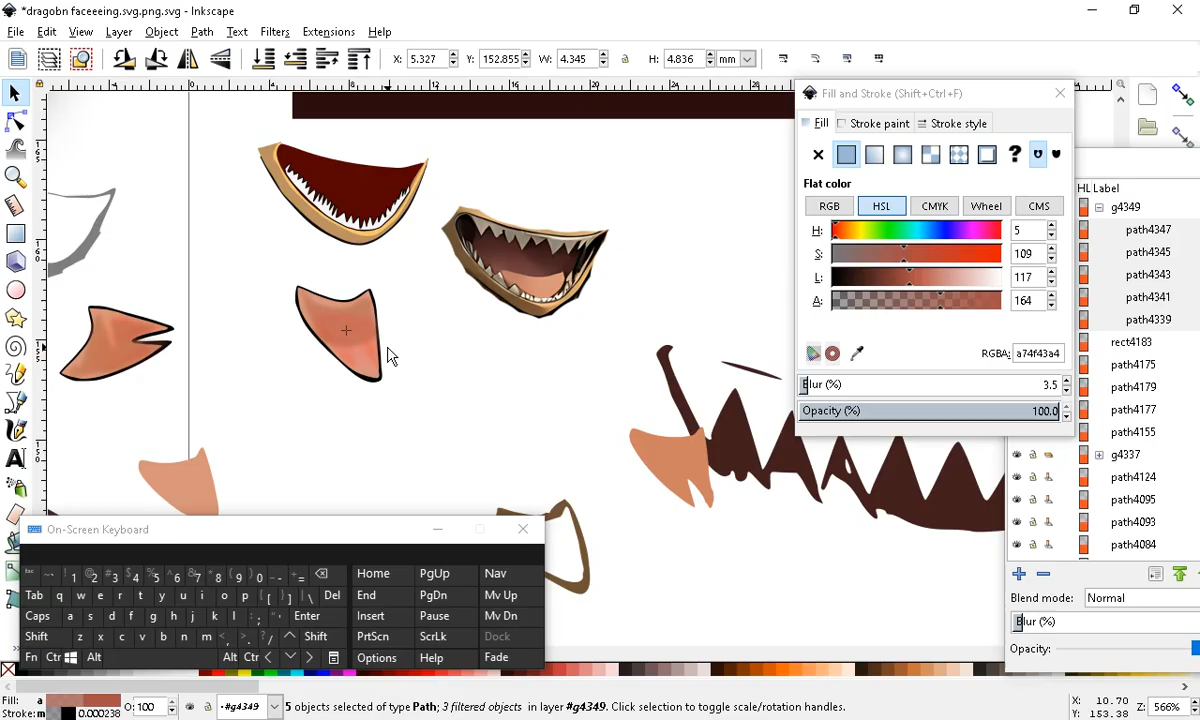 *dragobn faceeeing.svg.png.svg - Inkscape
File Edit View Layer Object Path Text Filters Extensions Help
X: 5.327 Y: 152.855 W: 4.345 H: 4.836 mm
Fill and Stroke (Shift+Ctrl+F)
Fill Stroke paint Stroke style
Flat color
RGB HSL CMYK Wheel CMS
H: 5
S: 109
L: 117
A: 164
RGBA: a74f43a4
Blur (%) 3.5
Opacity (%) 100.0
HL Label
g4349
path4347
path4345
path4343
path4341
path4339
rect4183
path4175
path4179
path4177
path4155
g4337
path4124
path4095
path4093
path4084
Blend mode: Normal
Blur (%)
Opacity:
On-Screen Keyboard
Home PgUp Nav
Tab q w e r t y u i o p [ ] \ Del End PgDn Mv Up
Caps a s d f g h j k l ; ' Enter Insert Pause Mv Dn
Shift z x c v b n m , . / Shift PrtScn ScrLk Dock
Fn Ctr Alt Alt Ctr Options Help Fade
Fill: a O: 100 #g4349 5 objects selected of type Path; 3 filtered objects in layer #g4349. Click selection to toggle scale/rotation handles. X: 10.70 Z: 566%
Stroke: m 0.000238 Y: 153.38